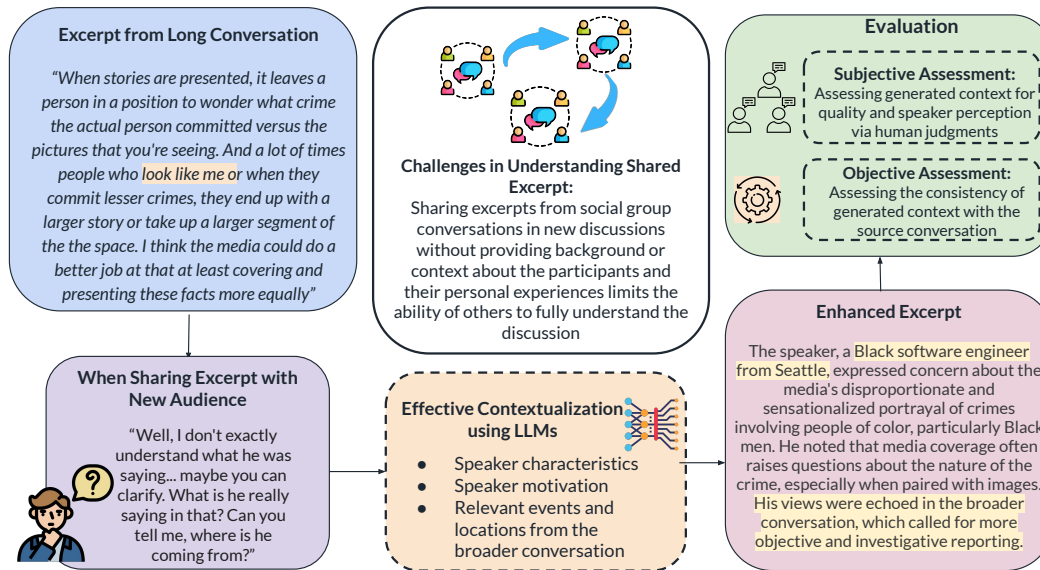 Excerpt from Long Conversation
“When stories are presented, it leaves a
person in a position to wonder what crime
the actual person committed versus the
pictures that you're seeing. And a lot of times
people who look like me or when they
commit lesser crimes, they end up with a
larger story or take up a larger segment of
the the space. I think the media could do a
better job at that at least covering and
presenting these facts more equally”
When Sharing Excerpt with
New Audience
“Well, I don't exactly
understand what he was
saying... maybe you can
clarify. What is he really
saying in that? Can you
tell me, where is he
coming from?”
?
Challenges in Understanding Shared
Excerpt:
Sharing excerpts from social group
conversations in new discussions
without providing background or
context about the participants and
their personal experiences limits the
ability of others to fully understand the
discussion
Effective Contextualization
using LLMs
● Speaker characteristics
● Speaker motivation
● Relevant events and
locations from the
broader conversation
Enhanced Excerpt
The speaker, a Black software engineer
from Seattle, expressed concern about the
media's disproportionate and
sensationalized portrayal of crimes
involving people of color, particularly Black
men. He noted that media coverage often
raises questions about the nature of the
crime, especially when paired with images.
His views were echoed in the broader
conversation, which called for more
objective and investigative reporting.
Evaluation
Subjective Assessment:
Assessing generated context for
quality and speaker perception
via human judgments
Objective Assessment:
Assessing the consistency of
generated context with the
source conversation